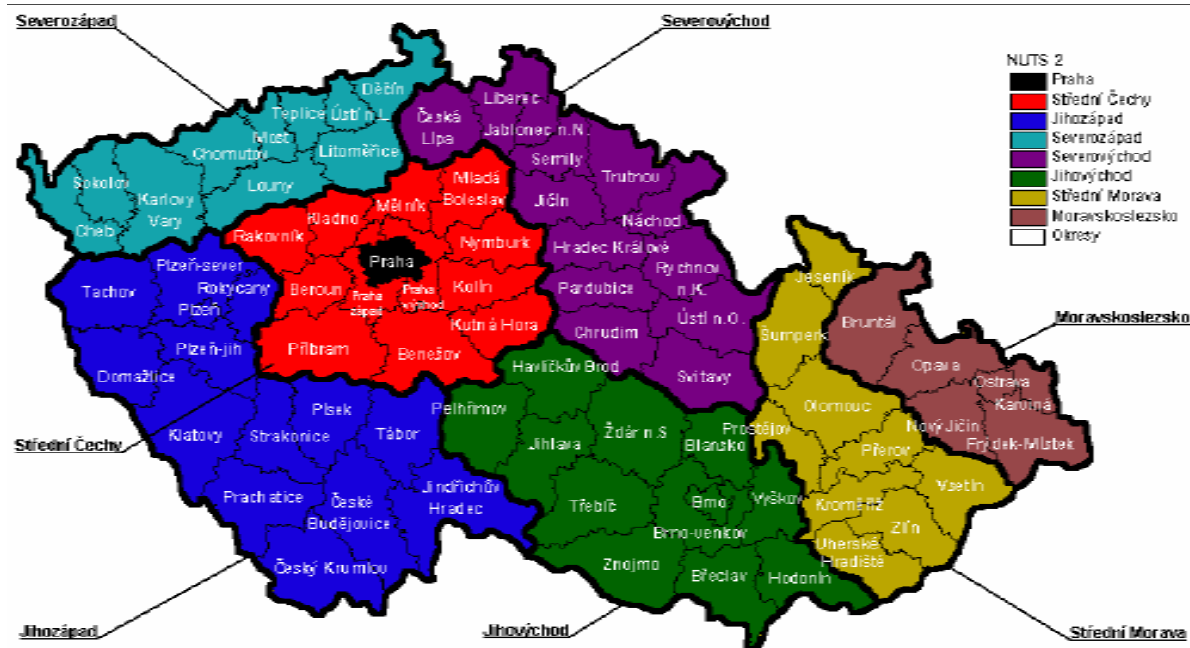 Severozápad
Severovýchod
NUTS 2
Praha
Střední Čechy
Jihozápad
Severozápad
Severovýchod
Jihovýchod
Střední Morava
Moravskoslezsko
Okresy
Děčín
Teplice
Ústí n.L.
Most
Chomutov
Litoměřice
Louny
Sokolov
Karlovy
Vary
Cheb
Česká
Lípa
Liberec
Jablonec n.N.
Semily
Trutnov
Jičín
Náchod
Hradec Králové
Rychnov
n.K.
Pardubice
Ústí n.O.
Chrudim
Svitavy
Mladá
Boleslav
Mělník
Kladno
Rakovník
Nymburk
Praha
Beroun
Praha
západ
Praha
východ
Kolín
Kutná Hora
Příbram
Benešov
Plzeň-sever
Tachov
Rokycany
Plzeň
Plzeň-jih
Domažlice
Klatovy
Písek
Strakonice
Tábor
Prachatice
České
Budějovice
Jindřichův
Hradec
Český Krumlov
Havlíčkův Brod
Pelhřimov
Jihlava
Žďár n.S
Blansko
Třebíč
Brno
Vyškov
Brno-venkov
Znojmo
Břeclav
Hodonín
Jeseník
Šumperk
Olomouc
Prostějov
Přerov
Kroměříž
Vsetín
Zlín
Uherské
Hradiště
Bruntál
Opava
Ostrava
Karviná
Nový Jičín
Frýdek-Místek
Moravskoslezsko
Střední Čechy
Jihozápad
Jihovýchod
Střední Morava